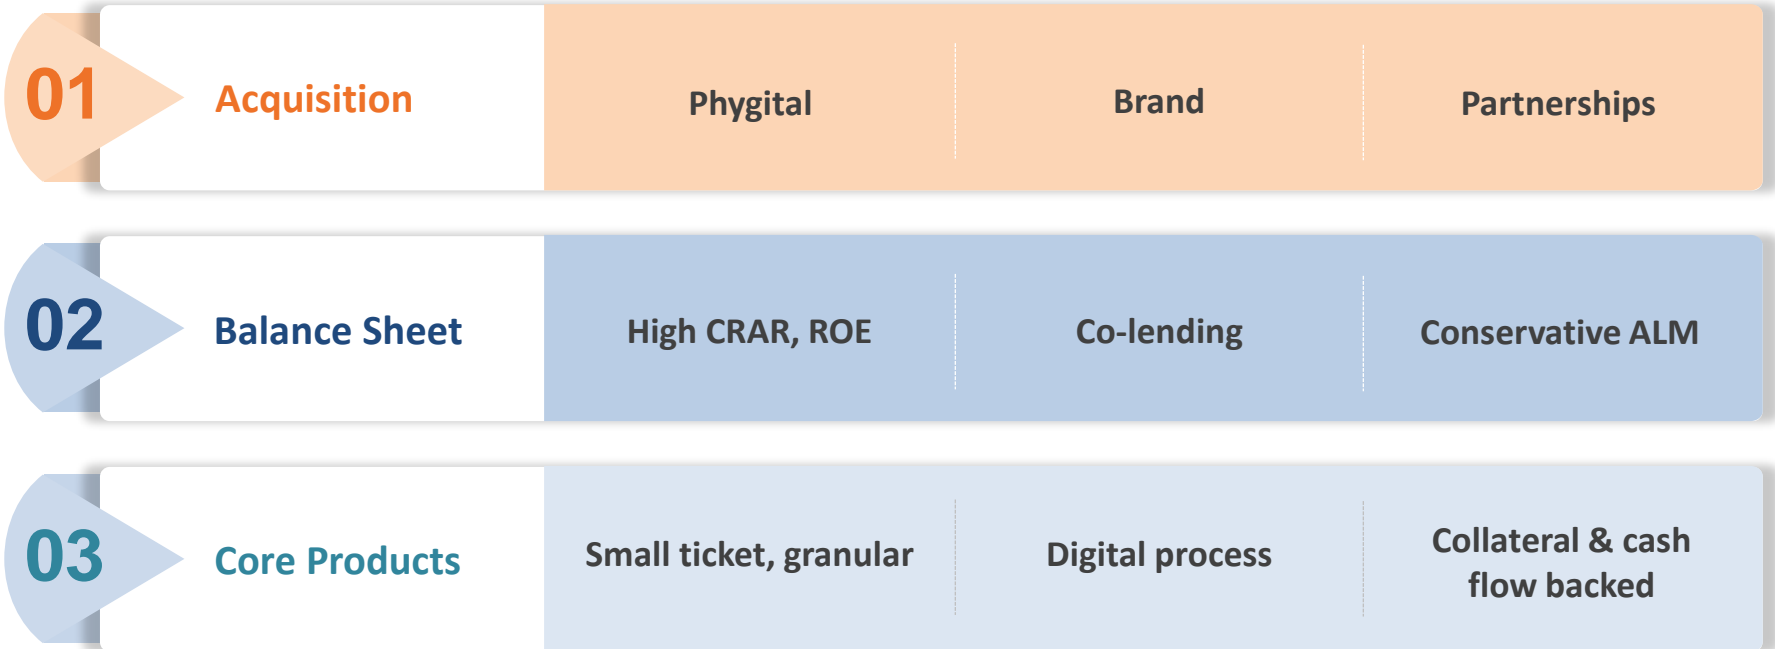 01
Acquisition
Phygital
Brand
Partnerships
02
Balance Sheet
High CRAR, ROE
Co-lending
Conservative ALM
03
Core Products
Small ticket, granular
Digital process
Collateral & cash
flow backed